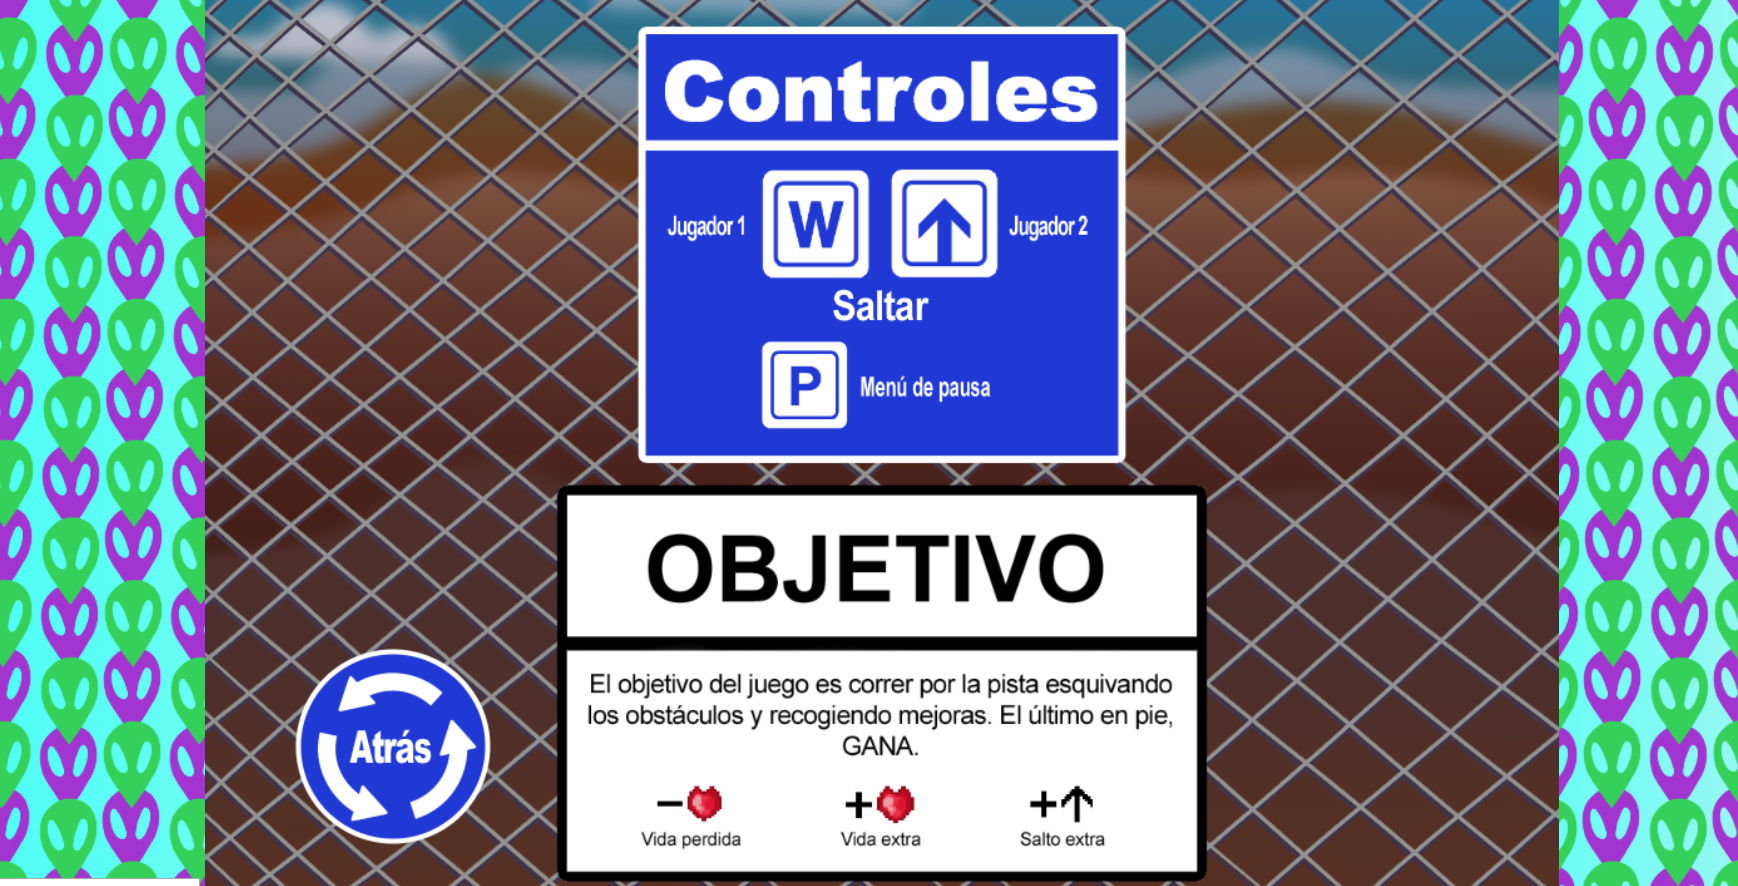 Controles
Jugador 1
W
Jugador 2
Saltar
P
Menú de pausa
OBJETIVO
El objetivo del juego es correr por la pista esquivando
los obstáculos y recogiendo mejoras. El último en pie,
GANA.
Vida perdida
Vida extra
Salto extra
Atrás